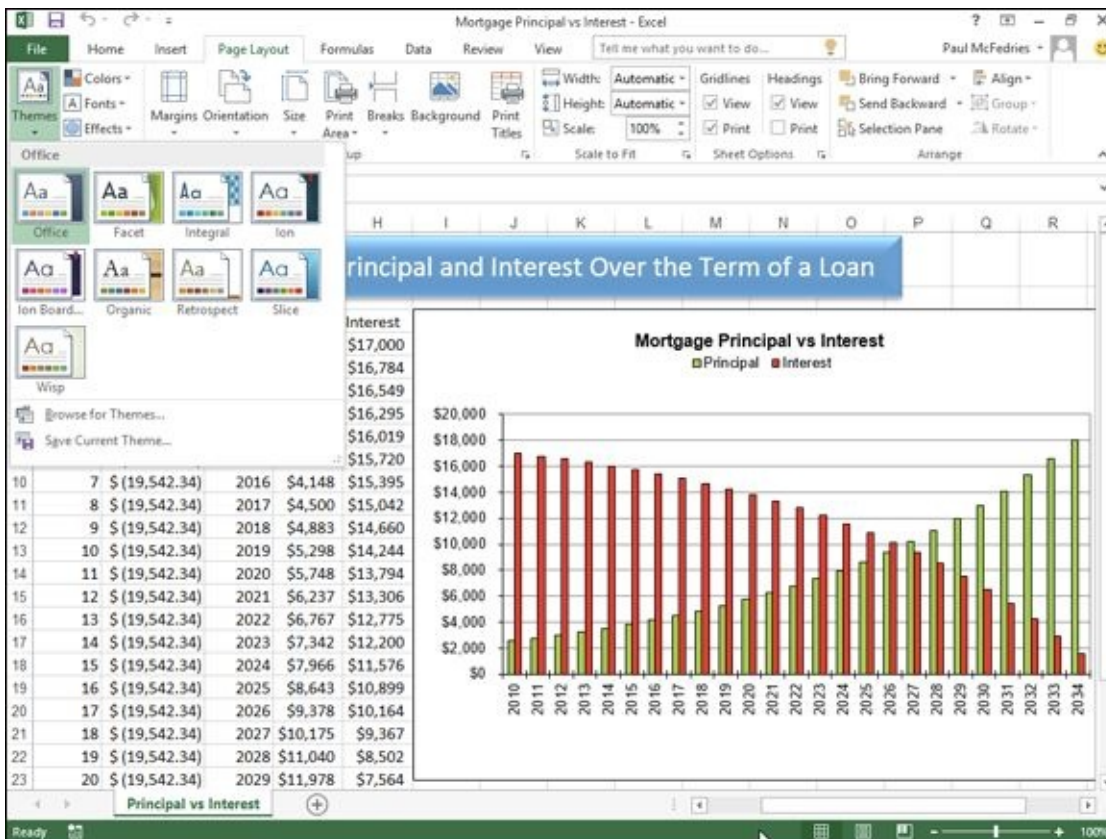 Mortgage Principal vs Interest - Excel
?
File Home Insert Page Layout Formulas Data Review View Tell me what you want to do... Paul McFedries
Aa Colors Width: Automatic Gridlines Headings Bring Forward Align
A Fonts Height: Automatic View View Send Backward Group
Themes Effects Margins Orientation Size Print Area Breaks Background Print Titles Scale: 100% Print Print Selection Pane Rotate
Scale to Fit Sheet Options Arrange
Office
Aa Aa Aa Aa
Office Facet Integral Ion
Aa Aa Aa Aa
Ion Board... Organic Retrospect Slice
Aa
Wisp
Browse for Themes...
Save Current Theme...
H I J K L M N O P Q R
rincipal and Interest Over the Term of a Loan
Interest
$17,000
$16,784
$16,549
$16,295
$16,019
$15,720
10 7 $ (19,542.34) 2016 $4,148 $15,395
11 8 $ (19,542.34) 2017 $4,500 $15,042
12 9 $ (19,542.34) 2018 $4,883 $14,660
13 10 $ (19,542.34) 2019 $5,298 $14,244
14 11 $ (19,542.34) 2020 $5,748 $13,794
15 12 $ (19,542.34) 2021 $6,237 $13,306
16 13 $ (19,542.34) 2022 $6,767 $12,775
17 14 $ (19,542.34) 2023 $7,342 $12,200
18 15 $ (19,542.34) 2024 $7,966 $11,576
19 16 $ (19,542.34) 2025 $8,643 $10,899
20 17 $ (19,542.34) 2026 $9,378 $10,164
21 18 $ (19,542.34) 2027 $10,175 $9,367
22 19 $ (19,542.34) 2028 $11,040 $8,502
23 20 $ (19,542.34) 2029 $11,978 $7,564
Mortgage Principal vs Interest
Principal Interest
$20,000
$18,000
$16,000
$14,000
$12,000
$10,000
$8,000
$6,000
$4,000
$2,000
$0
2010 2011 2012 2013 2014 2015 2016 2017 2018 2019 2020 2021 2022 2023 2024 2025 2026 2027 2028 2029 2030 2031 2032 2033 2034
Principal vs Interest
Ready 100%